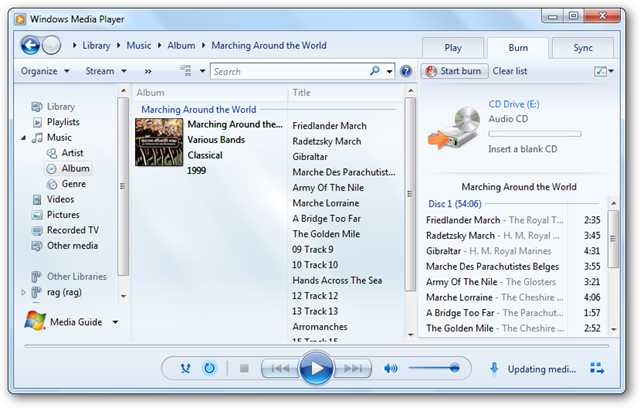 Windows Media Player
Library ▸ Music ▸ Album ▸ Marching Around the World
Play
Burn
Sync
Organize
Stream
»
Search
Start burn
Clear list
Library
Playlists
Music
Artist
Album
Genre
Videos
Pictures
Recorded TV
Other media
Other Libraries
rag (rag)
Media Guide
Album
Title
Marching Around the World
Marching Around the...
Various Bands
Classical
1999
Friedlander March
Radetzsky March
Gibraltar
Marche Des Parachutist...
Army Of The Nile
Marche Lorraine
A Bridge Too Far
The Golden Mile
09 Track 9
10 Track 10
Hands Across The Sea
12 Track 12
13 Track 13
Arromanches
15 Track 15
CD Drive (E:)
Audio CD
Insert a blank CD
Marching Around the World
Disc 1 (54:06)
Friedlander March - The Royal T... 2:35
Radetzsky March - H. M. Royal ... 3:45
Gibraltar - H. M. Royal Marines 4:31
Marche Des Parachutistes Belges 3:55
Army Of The Nile - The Glosters 3:21
Marche Lorraine - The Cheshire ... 4:06
A Bridge Too Far - The Parachut... 1:57
The Golden Mile - The Cheshire ... 2:52
Updating medi...